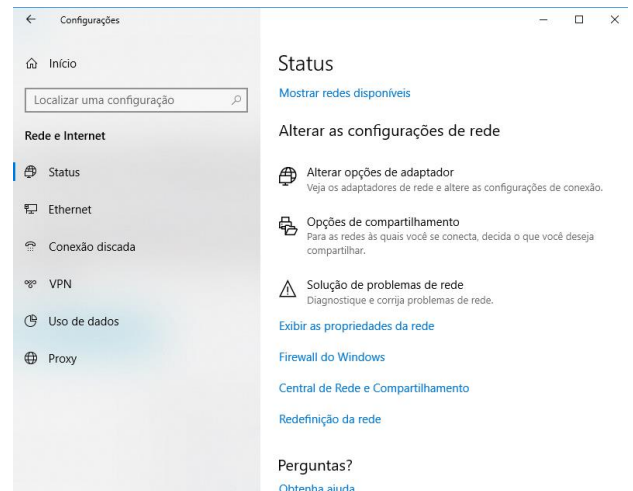 Configurações
Início
Localizar uma configuração
Rede e Internet
Status
Ethernet
Conexão discada
VPN
Uso de dados
Proxy
Status
Mostrar redes disponíveis
Alterar as configurações de rede
Alterar opções de adaptador
Veja os adaptadores de rede e altere as configurações de conexão.
Opções de compartilhamento
Para as redes às quais você se conecta, decida o que você deseja
compartilhar.
Solução de problemas de rede
Diagnostique e corrija problemas de rede.
Exibir as propriedades da rede
Firewall do Windows
Central de Rede e Compartilhamento
Redefinição da rede
Perguntas?
Obtenha ajuda